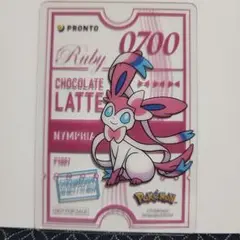 PRONTO
0700
Ruby
CHOCOLATE
LATTE
NYMPHIA
Pokémon